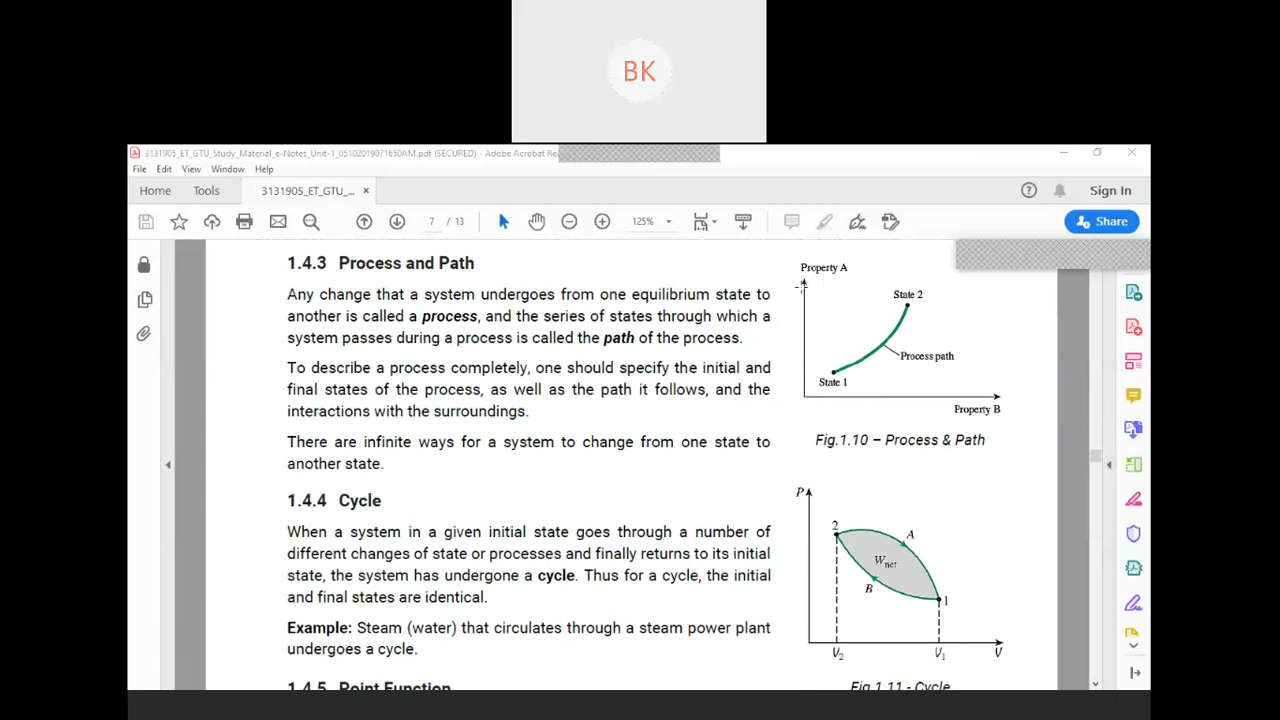 BK
3131905_ET_GTU_Study_Material_e-Notes_Unit-1_05102019071650AM.pdf (SECURED) - Adobe Acrobat Re
File Edit View Window Help
Home Tools 3131905_ET_GTU_... × Sign In
7 / 13 125% Share
1.4.3 Process and Path
Any change that a system undergoes from one equilibrium state to
another is called a process, and the series of states through which a
system passes during a process is called the path of the process.
To describe a process completely, one should specify the initial and
final states of the process, as well as the path it follows, and the
interactions with the surroundings.
There are infinite ways for a system to change from one state to
another state.
Property A
State 2
Process path
State 1
Property B
Fig.1.10 – Process & Path
1.4.4 Cycle
When a system in a given initial state goes through a number of
different changes of state or processes and finally returns to its initial
state, the system has undergone a cycle. Thus for a cycle, the initial
and final states are identical.
Example: Steam (water) that circulates through a steam power plant
undergoes a cycle.
P
2
A
Wnet
B
1
V2 V1 V
Fig.1.11 - Cycle
1.4.5 Point Function